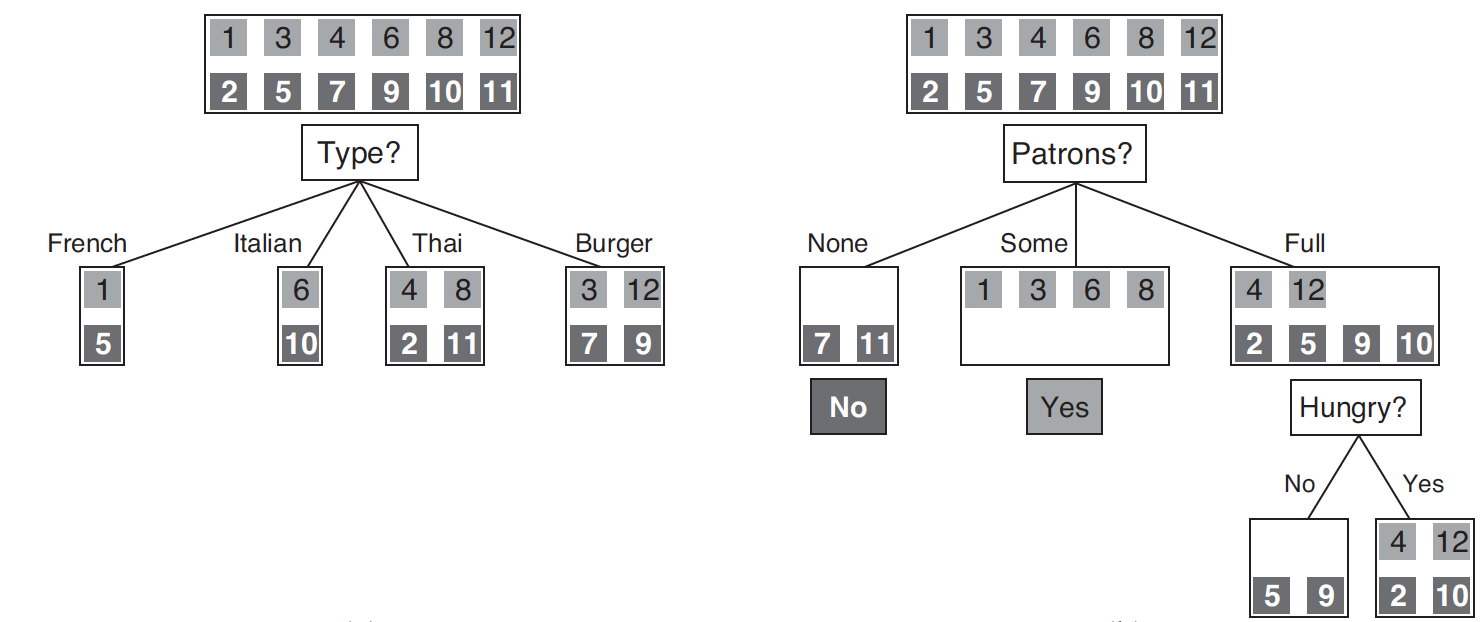 1 3 4 6 8 12
2 5 7 9 10 11
Type?
French Italian Thai Burger
1 6 4 8 3 12
5 10 2 11 7 9
1 3 4 6 8 12
2 5 7 9 10 11
Patrons?
None Some Full
1 3 6 8 4 12
7 11 2 5 9 10
No Yes Hungry?
No Yes
4 12
5 9 2 10